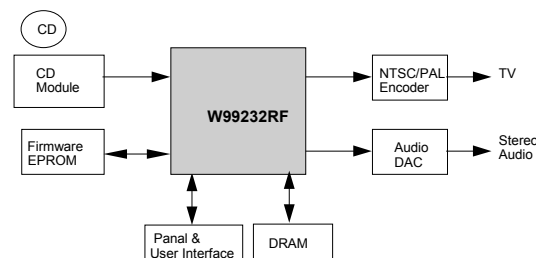 CD
CD
Module
NTSC/PAL
Encoder
TV
W99232RF
Firmware
EPROM
Audio
DAC
Stereo
Audio
Panal &
User Interface
DRAM